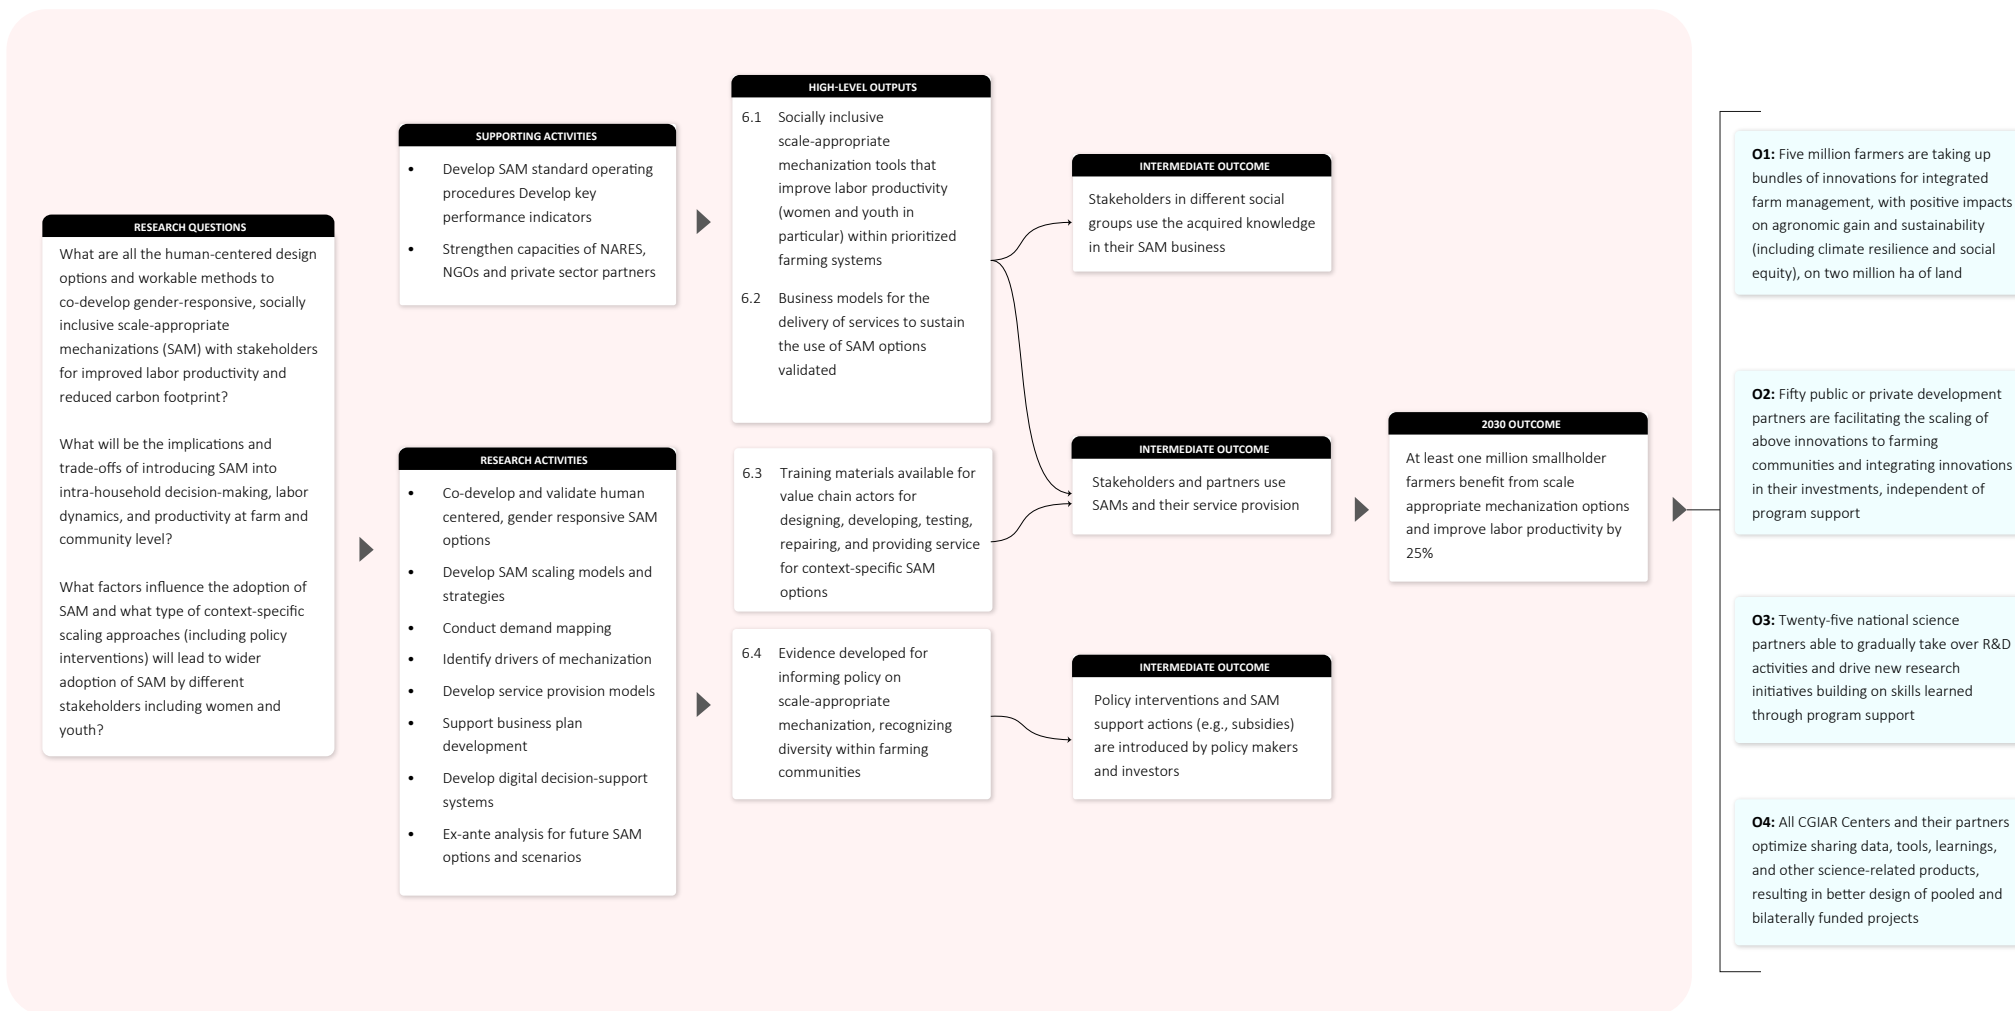 RESEARCH QUESTIONS
What are all the human-centered design
options and workable methods to
co-develop gender-responsive, socially
inclusive scale-appropriate
mechanizations (SAM) with stakeholders
for improved labor productivity and
reduced carbon footprint?
What will be the implications and
trade-offs of introducing SAM into
intra-household decision-making, labor
dynamics, and productivity at farm and
community level?
What factors influence the adoption of
SAM and what type of context-specific
scaling approaches (including policy
interventions) will lead to wider
adoption of SAM by different
stakeholders including women and
youth?
SUPPORTING ACTIVITIES
• Develop SAM standard operating
procedures Develop key
performance indicators
• Strengthen capacities of NARES,
NGOs and private sector partners
RESEARCH ACTIVITIES
• Co-develop and validate human
centered, gender responsive SAM
options
• Develop SAM scaling models and
strategies
• Conduct demand mapping
• Identify drivers of mechanization
• Develop service provision models
• Support business plan
development
• Develop digital decision-support
systems
• Ex-ante analysis for future SAM
options and scenarios
HIGH-LEVEL OUTPUTS
6.1 Socially inclusive
scale-appropriate
mechanization tools that
improve labor productivity
(women and youth in
particular) within prioritized
farming systems
6.2 Business models for the
delivery of services to sustain
the use of SAM options
validated
6.3 Training materials available for
value chain actors for
designing, developing, testing,
repairing, and providing service
for context-specific SAM
options
6.4 Evidence developed for
informing policy on
scale-appropriate
mechanization, recognizing
diversity within farming
communities
INTERMEDIATE OUTCOME
Stakeholders in different social
groups use the acquired knowledge
in their SAM business
INTERMEDIATE OUTCOME
Stakeholders and partners use
SAMs and their service provision
INTERMEDIATE OUTCOME
Policy interventions and SAM
support actions (e.g., subsidies)
are introduced by policy makers
and investors
2030 OUTCOME
At least one million smallholder
farmers benefit from scale
appropriate mechanization options
and improve labor productivity by
25%
O1: Five million farmers are taking up
bundles of innovations for integrated
farm management, with positive impacts
on agronomic gain and sustainability
(including climate resilience and social
equity), on two million ha of land
O2: Fifty public or private development
partners are facilitating the scaling of
above innovations to farming
communities and integrating innovations
in their investments, independent of
program support
O3: Twenty-five national science
partners able to gradually take over R&D
activities and drive new research
initiatives building on skills learned
through program support
O4: All CGIAR Centers and their partners
optimize sharing data, tools, learnings,
and other science-related products,
resulting in better design of pooled and
bilaterally funded projects